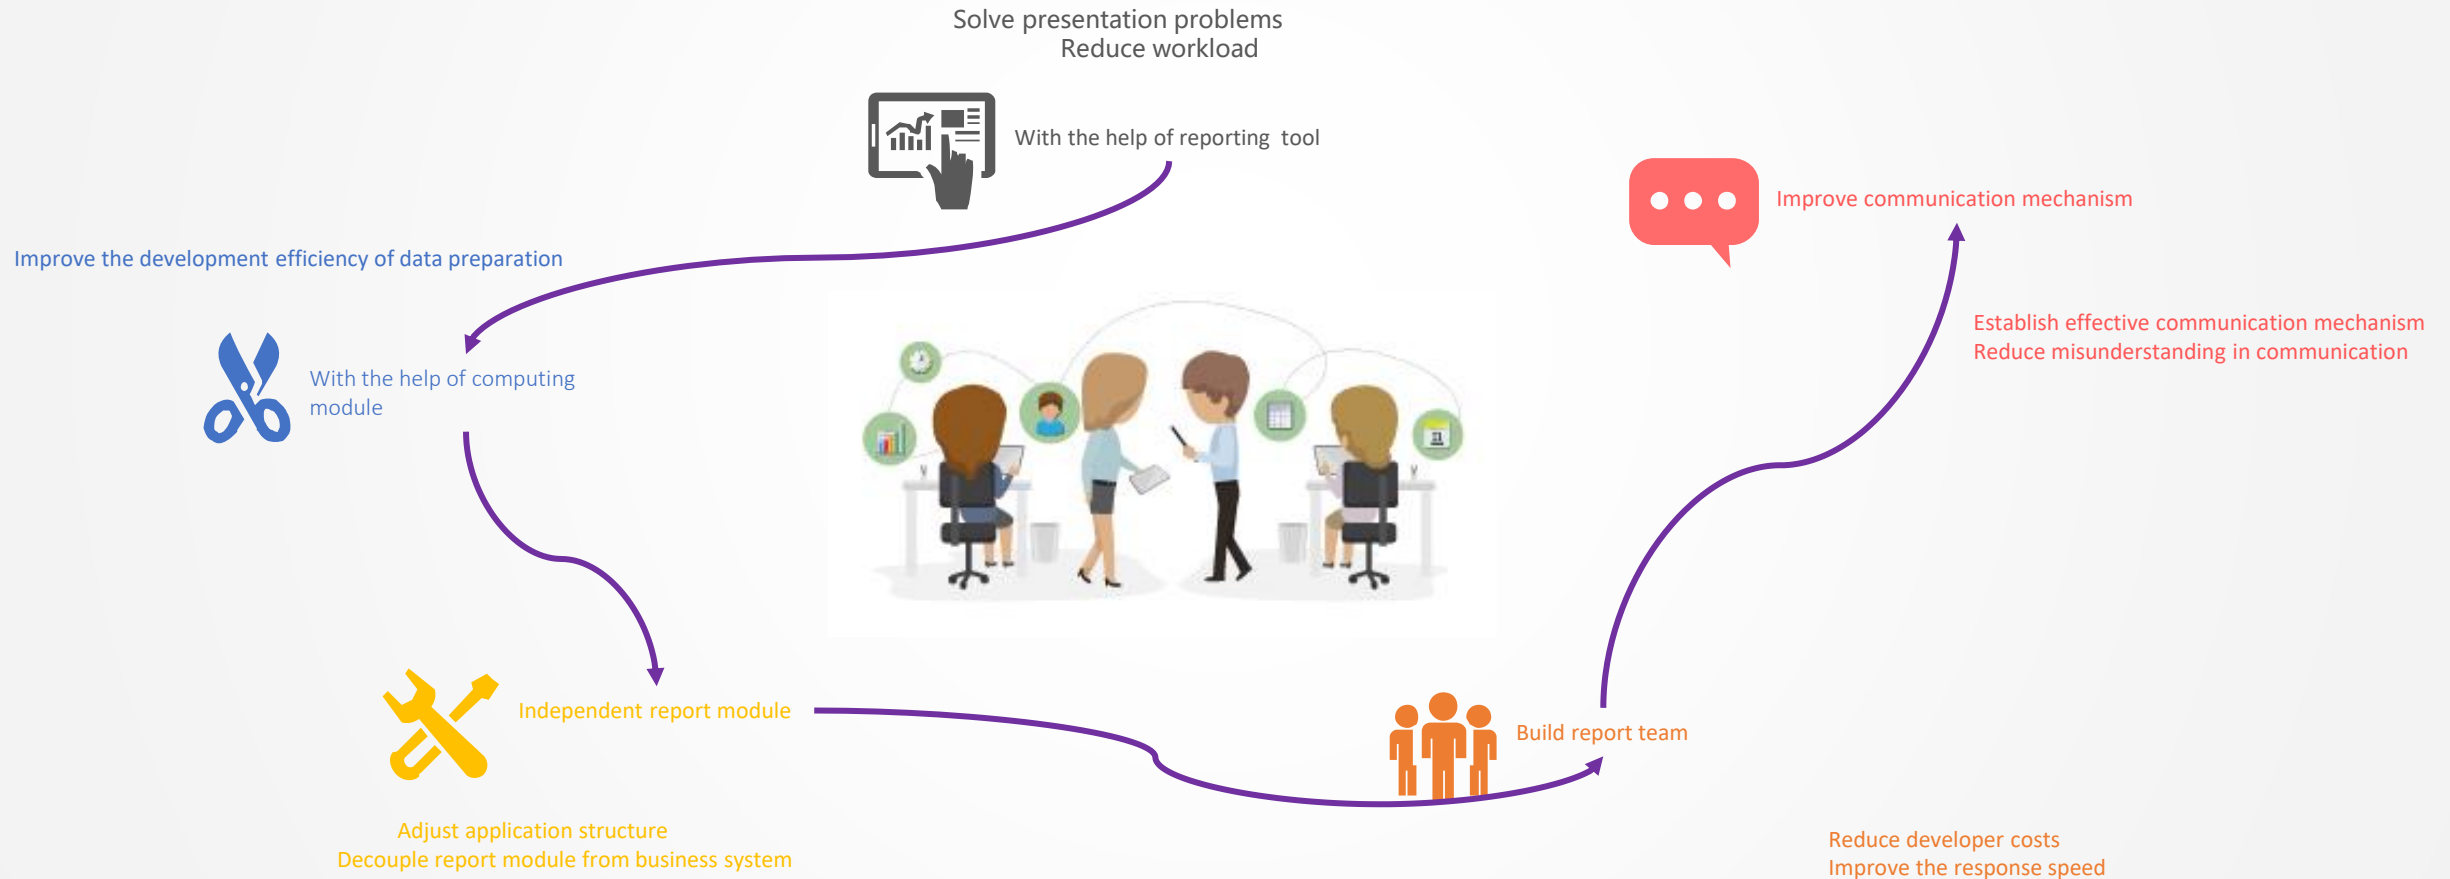 Solve presentation problems
Reduce workload
With the help of reporting tool
Improve the development efficiency of data preparation
With the help of computing
module
Independent report module
Adjust application structure
Decouple report module from business system
Build report team
Reduce developer costs
Improve the response speed
Improve communication mechanism
Establish effective communication mechanism
Reduce misunderstanding in communication